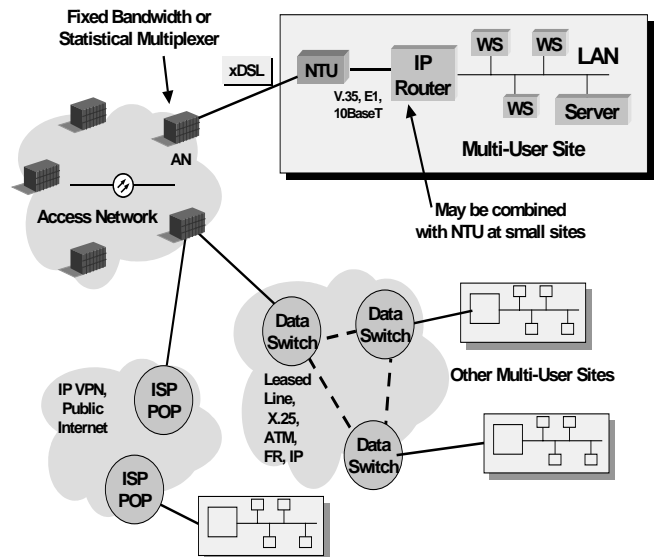 Fixed Bandwidth or
Statistical Multiplexer
xDSL
NTU
IP
Router
WS
WS
LAN
V.35, E1,
10BaseT
WS
Server
Multi-User Site
AN
Access Network
May be combined
with NTU at small sites
Data
Switch
Data
Switch
Other Multi-User Sites
Leased
Line,
X.25,
ATM,
FR, IP
IP VPN,
Public
Internet
ISP
POP
Data
Switch
ISP
POP